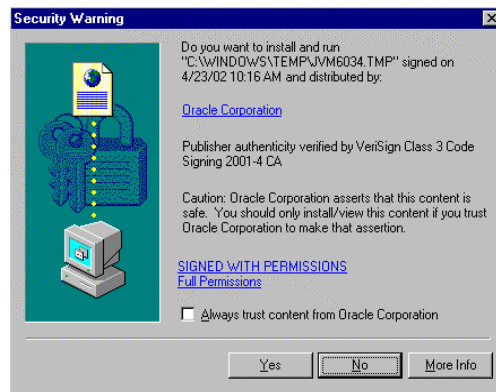 Security Warning
Do you want to install and run
"C:\WINDOWS\TEMP\JVM6034.TMP" signed on
4/23/02 10:16 AM and distributed by:
Oracle Corporation
Publisher authenticity verified by VeriSign Class 3 Code
Signing 2001-4 CA
Caution: Oracle Corporation asserts that this content is
safe. You should only install/view this content if you trust
Oracle Corporation to make that assertion.
SIGNED WITH PERMISSIONS
Full Permissions
Always trust content from Oracle Corporation
Yes
No
More Info